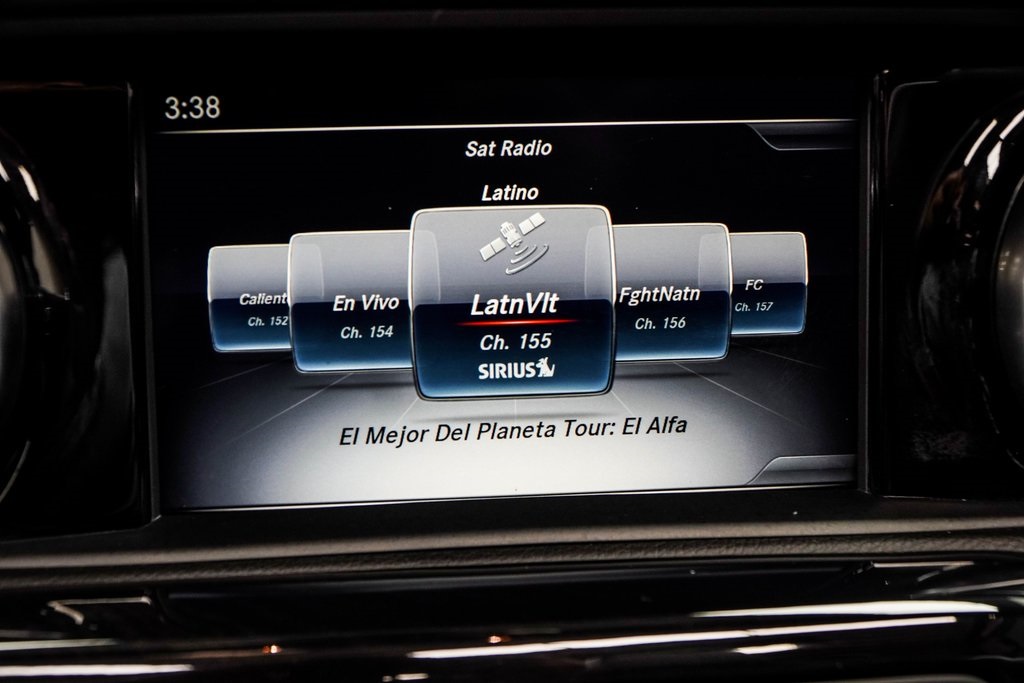 3:38
Sat Radio
Latino
Caliente
Ch. 152
En Vivo
Ch. 154
LatnVlt
Ch. 155
SIRIUS
FghtNatn
Ch. 156
FC
Ch. 157
El Mejor Del Planeta Tour: El Alfa